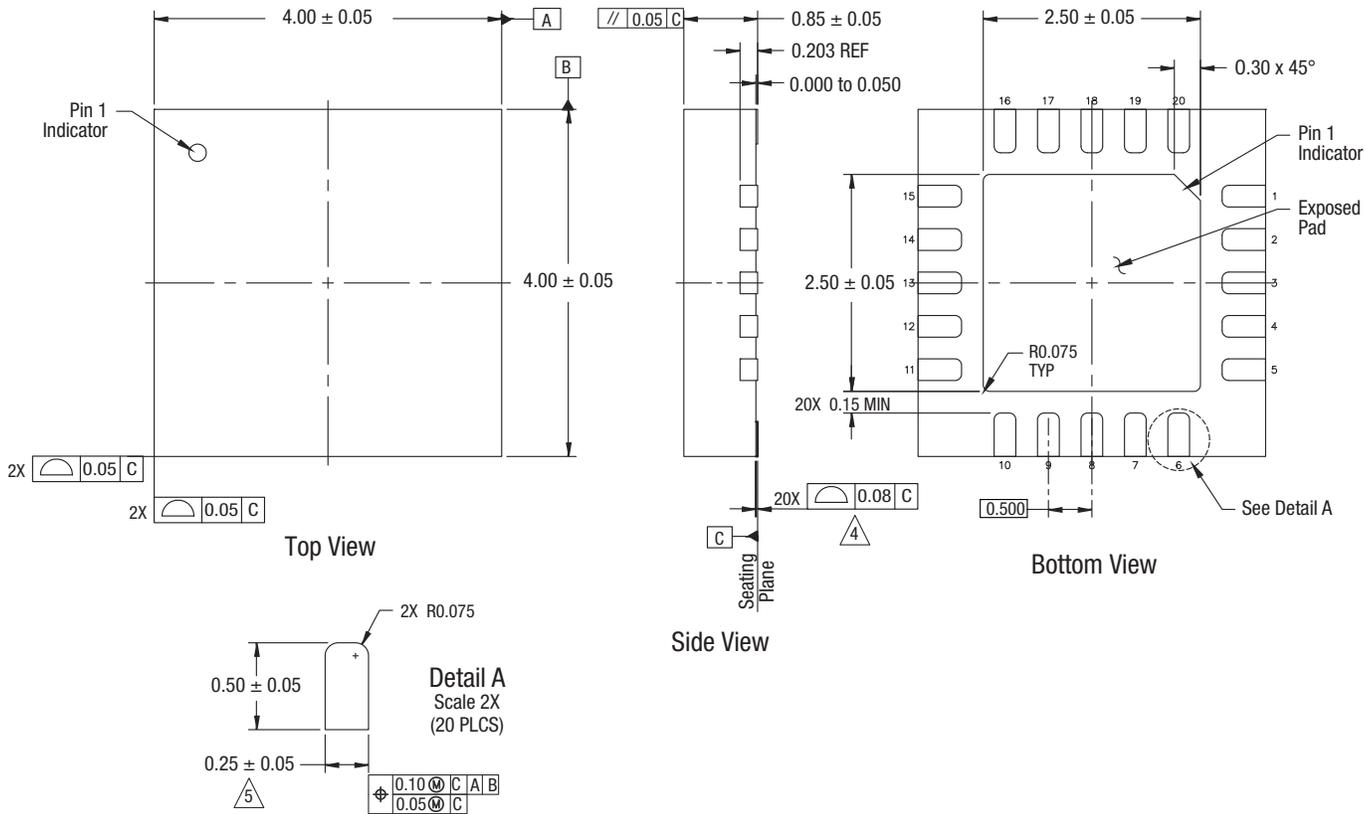 4.00 ± 0.05
A
B
Pin 1
Indicator
4.00 ± 0.05
2X ⌓ 0.05 C
2X ⌓ 0.05 C
Top View
// 0.05 C
0.85 ± 0.05
0.203 REF
0.000 to 0.050
20X ⌓ 0.08 C
4
C
Seating
Plane
Side View
2.50 ± 0.05
0.30 x 45°
16 17 18 19 20
Pin 1
Indicator
Exposed
Pad
15
14
13
12
11
1
2
3
4
5
2.50 ± 0.05
R0.075
TYP
20X 0.15 MIN
10 9 8 7 6
0.500
See Detail A
Bottom View
2X R0.075
0.50 ± 0.05
Detail A
Scale 2X
(20 PLCS)
0.25 ± 0.05
5
⌖ 0.10 Ⓜ C A B
0.05 Ⓜ C